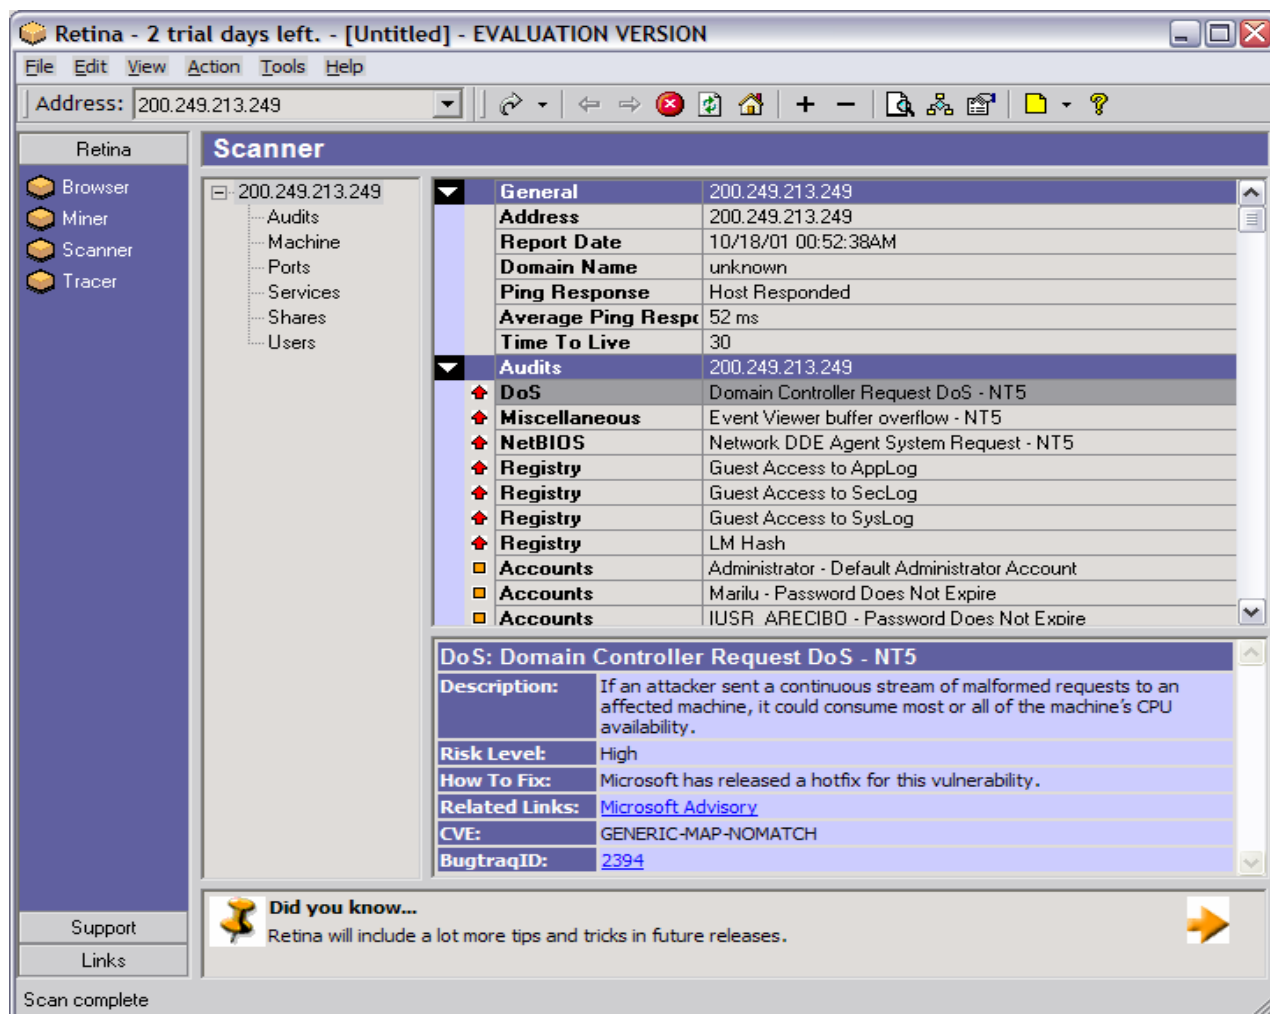 Retina - 2 trial days left. - [Untitled] - EVALUATION VERSION
File Edit View Action Tools Help
Address: 200.249.213.249
Retina
Browser
Miner
Scanner
Tracer
Support
Links
Scanner
200.249.213.249
Audits
Machine
Ports
Services
Shares
Users
General 200.249.213.249
Address 200.249.213.249
Report Date 10/18/01 00:52:38AM
Domain Name unknown
Ping Response Host Responded
Average Ping Respo 52 ms
Time To Live 30
Audits 200.249.213.249
DoS Domain Controller Request DoS - NT5
Miscellaneous Event Viewer buffer overflow - NT5
NetBIOS Network DDE Agent System Request - NT5
Registry Guest Access to AppLog
Registry Guest Access to SecLog
Registry Guest Access to SysLog
Registry LM Hash
Accounts Administrator - Default Administrator Account
Accounts Marilu - Password Does Not Expire
Accounts IUSR_ARECIBO - Password Does Not Expire
DoS: Domain Controller Request DoS - NT5
Description: If an attacker sent a continuous stream of malformed requests to an
affected machine, it could consume most or all of the machine's CPU
availability.
Risk Level: High
How To Fix: Microsoft has released a hotfix for this vulnerability.
Related Links: Microsoft Advisory
CVE: GENERIC-MAP-NOMATCH
BugtraqID: 2394
Did you know...
Retina will include a lot more tips and tricks in future releases.
Scan complete